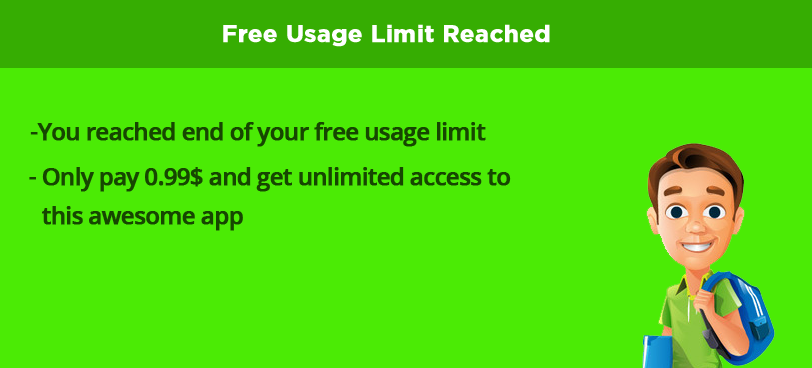 Free Usage Limit Reached
-You reached end of your free usage limit
- Only pay 0.99$ and get unlimited access to
this awesome app